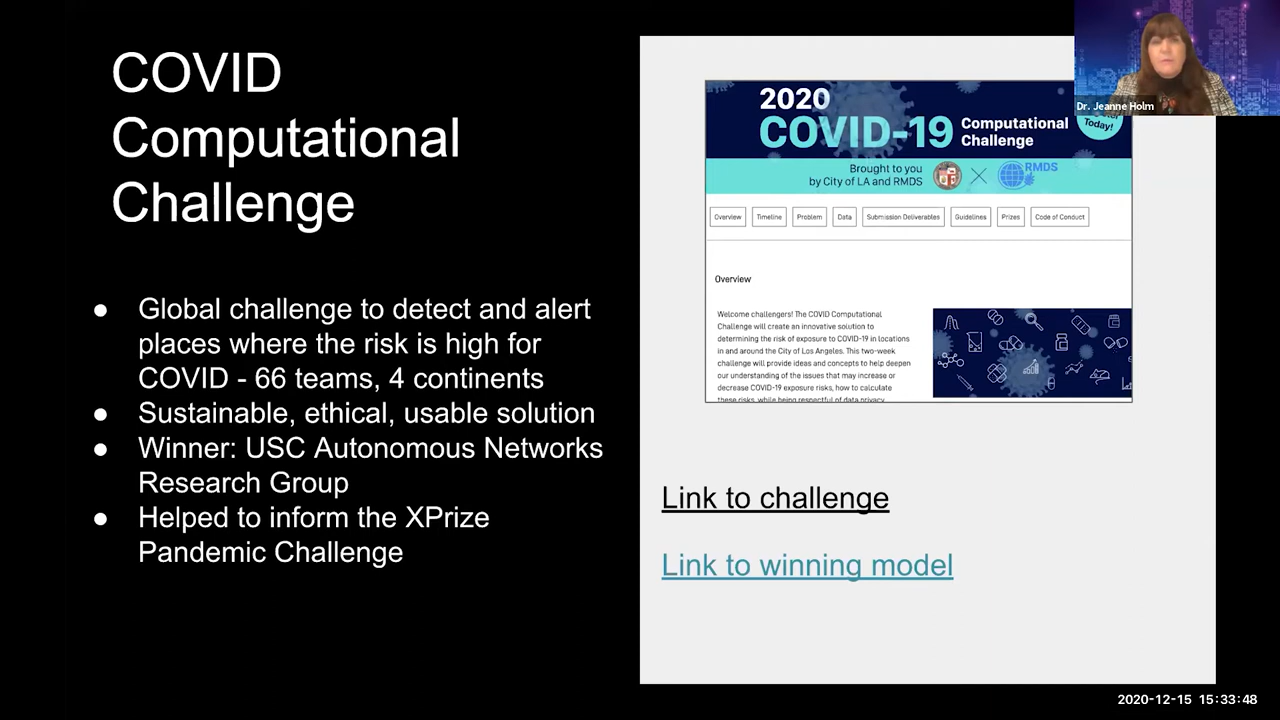 COVID
Computational
Challenge
● Global challenge to detect and alert
places where the risk is high for
COVID - 66 teams, 4 continents
● Sustainable, ethical, usable solution
● Winner: USC Autonomous Networks
Research Group
● Helped to inform the XPrize
Pandemic Challenge
2020
COVID-19
Computational
Challenge
Today!
Brought to you
by City of LA and RMDS
RMDS
Overview
Timeline
Problem
Data
Submission Deliverables
Guidelines
Prizes
Code of Conduct
Overview
Welcome challengers! The COVID Computational
Challenge will create an innovative solution to
determining the risk of exposure to COVID-19 in locations
in and around the City of Los Angeles. This two-week
challenge will provide ideas and concepts to help deepen
our understanding of the issues that may increase or
decrease COVID-19 exposure risks, how to calculate
these risks, while being respectful of data privacy
Link to challenge
Link to winning model
Dr. Jeanne Holm
2020-12-15 15:33:48